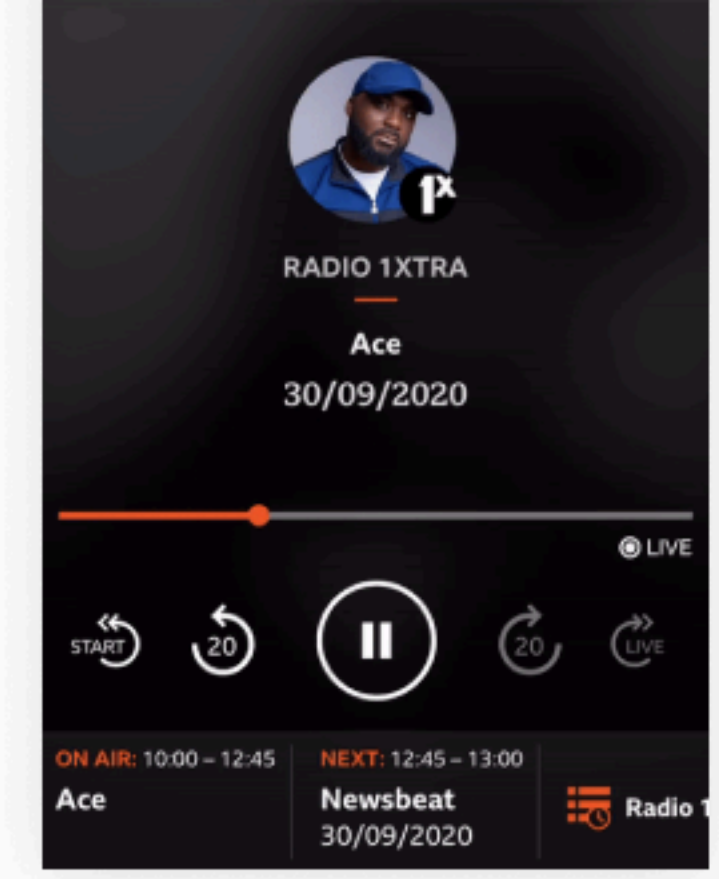 1X
RADIO 1XTRA
Ace
30/09/2020
LIVE
START
20
20
LIVE
ON AIR: 10:00 – 12:45
Ace
NEXT: 12:45 – 13:00
Newsbeat
30/09/2020
Radio 1